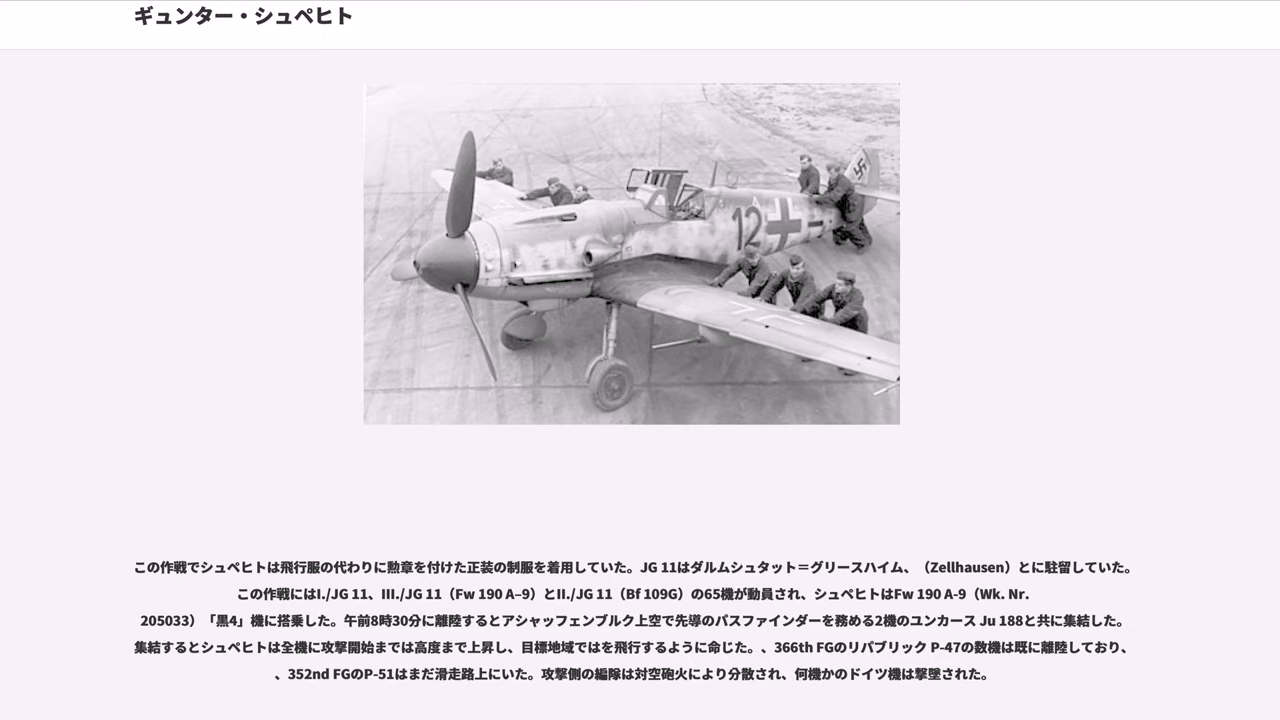 ギュンター・シュペヒト
12
この作戦でシュペヒトは飛行服の代わりに勲章を付けた正装の制服を着用していた。JG 11はダルムシュタット＝グリースハイム、（Zellhausen）とに駐留していた。
この作戦にはI./JG 11、III./JG 11（Fw 190 A–9）とII./JG 11（Bf 109G）の65機が動員され、シュペヒトはFw 190 A-9（Wk. Nr.
205033）「黒4」機に搭乗した。午前8時30分に離陸するとアシャッフェンブルク上空で先導のパスファインダーを務める2機のユンカース Ju 188と共に集結した。
集結するとシュペヒトは全機に攻撃開始までは高度まで上昇し、目標地域ではを飛行するように命じた。、366th FGのリパブリック P-47の数機は既に離陸しており、
、352nd FGのP-51はまだ滑走路上にいた。攻撃側の編隊は対空砲火により分散され、何機かのドイツ機は撃墜された。